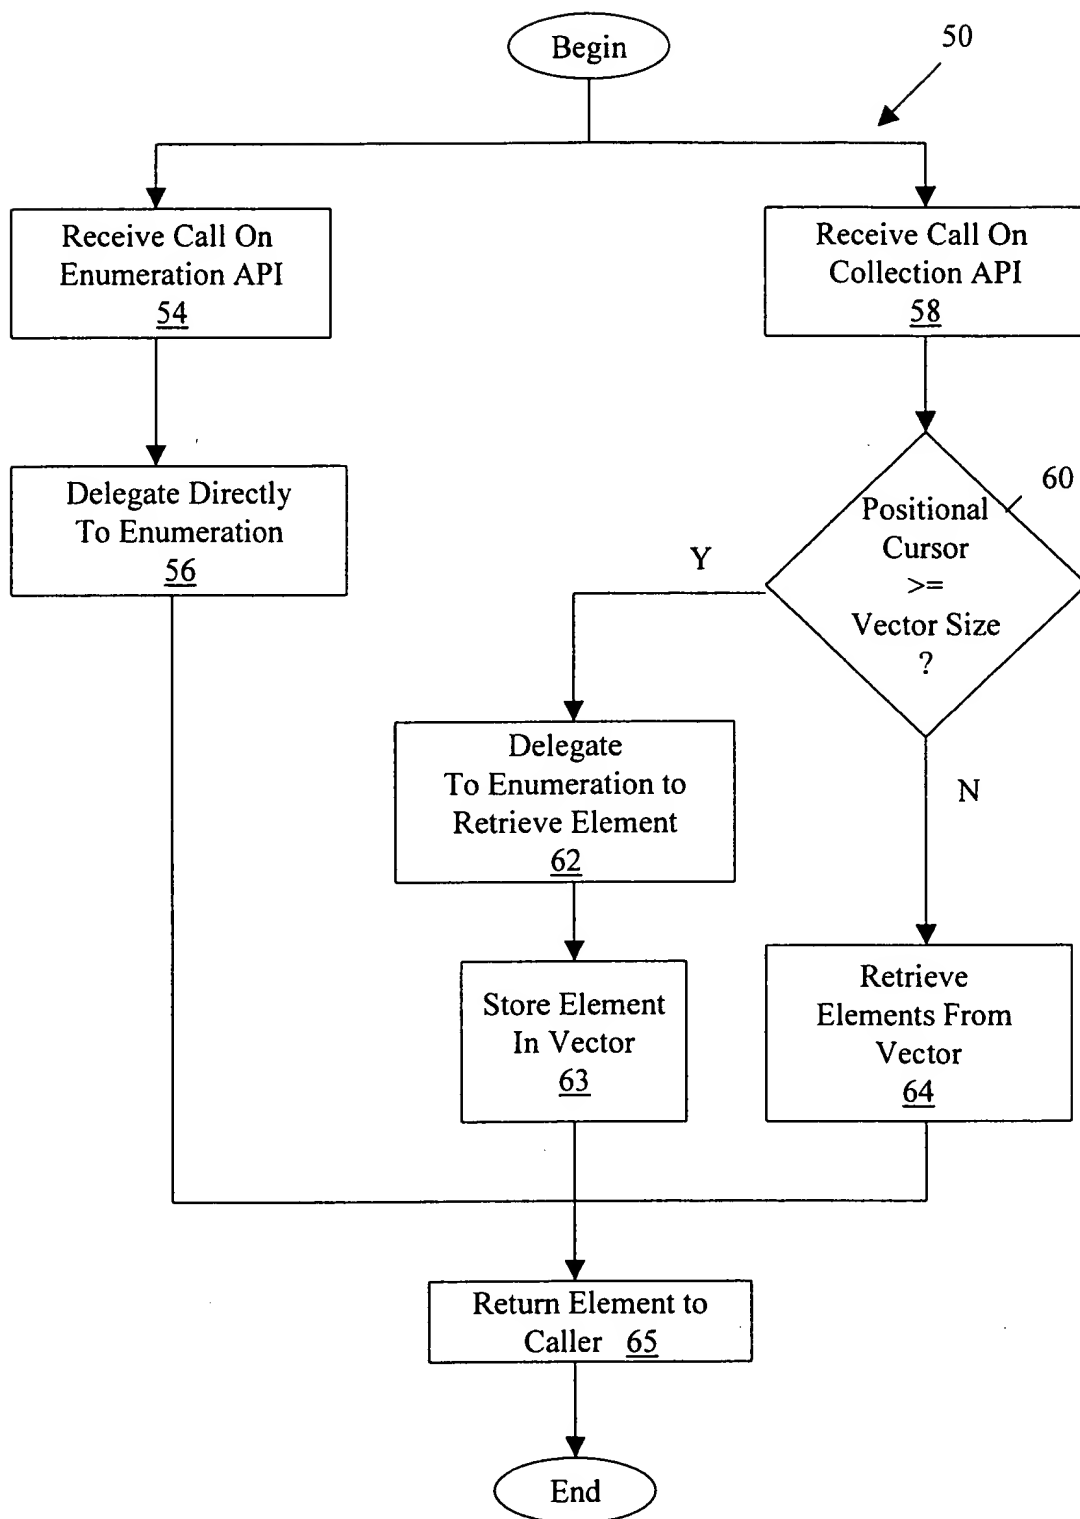 Begin
50
Receive Call On
Enumeration API
54
Receive Call On
Collection API
58
Delegate Directly
To Enumeration
56
60
Positional
Cursor
>=
Vector Size
?
Y
N
Delegate
To Enumeration to
Retrieve Element
62
Store Element
In Vector
63
Retrieve
Elements From
Vector
64
Return Element to
Caller 65
End